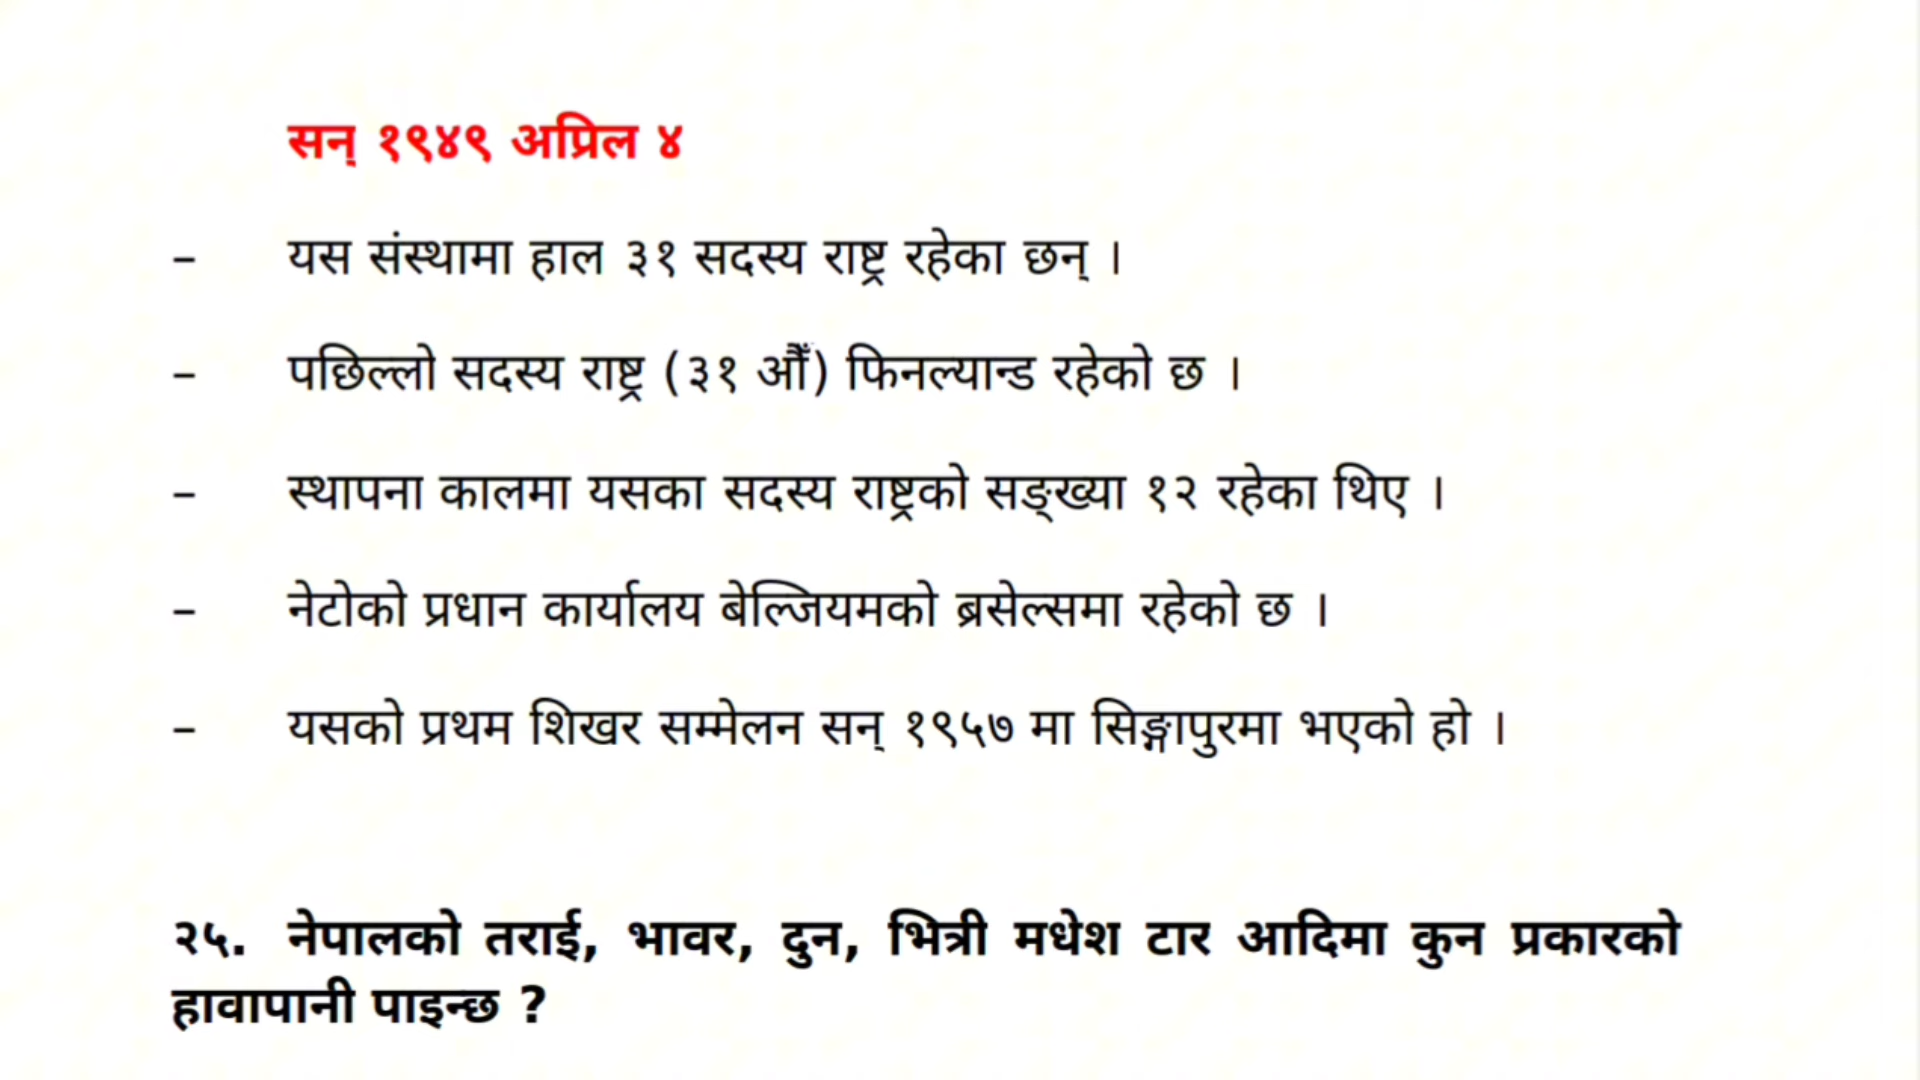 सन् १९४९ अप्रिल ४
– यस संस्थामा हाल ३१ सदस्य राष्ट्र रहेका छन् ।
– पछिल्लो सदस्य राष्ट्र (३१ औँ) फिनल्यान्ड रहेको छ ।
– स्थापना कालमा यसका सदस्य राष्ट्रको सङ्ख्या १२ रहेका थिए ।
– नेटोको प्रधान कार्यालय बेल्जियमको ब्रसेल्समा रहेको छ ।
– यसको प्रथम शिखर सम्मेलन सन् १९५७ मा सिङ्गापुरमा भएको हो ।
२५. नेपालको तराई, भावर, दुन, भित्री मधेश टार आदिमा कुन प्रकारको
हावापानी पाइन्छ ?